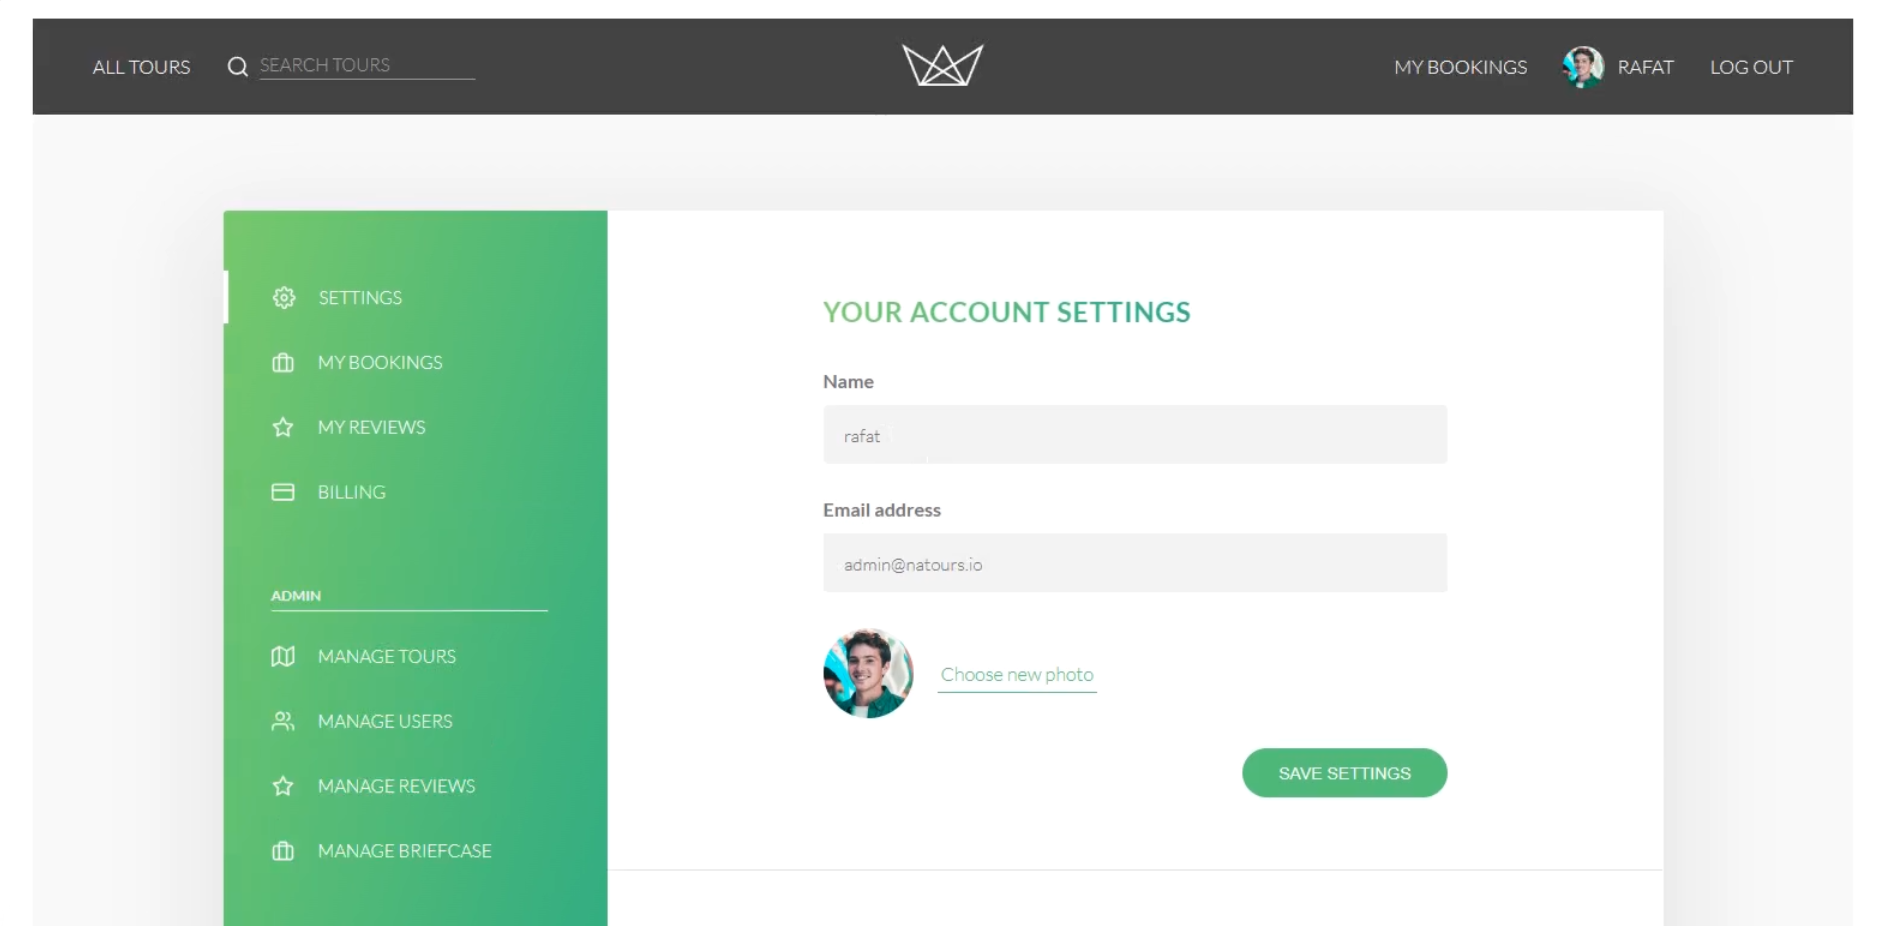 ALL TOURS
SEARCH TOURS
MY BOOKINGS
RAFAT
LOG OUT
SETTINGS
MY BOOKINGS
MY REVIEWS
BILLING
ADMIN
MANAGE TOURS
MANAGE USERS
MANAGE REVIEWS
MANAGE BRIEFCASE
YOUR ACCOUNT SETTINGS
Name
rafat
Email address
admin@natours.io
Choose new photo
SAVE SETTINGS